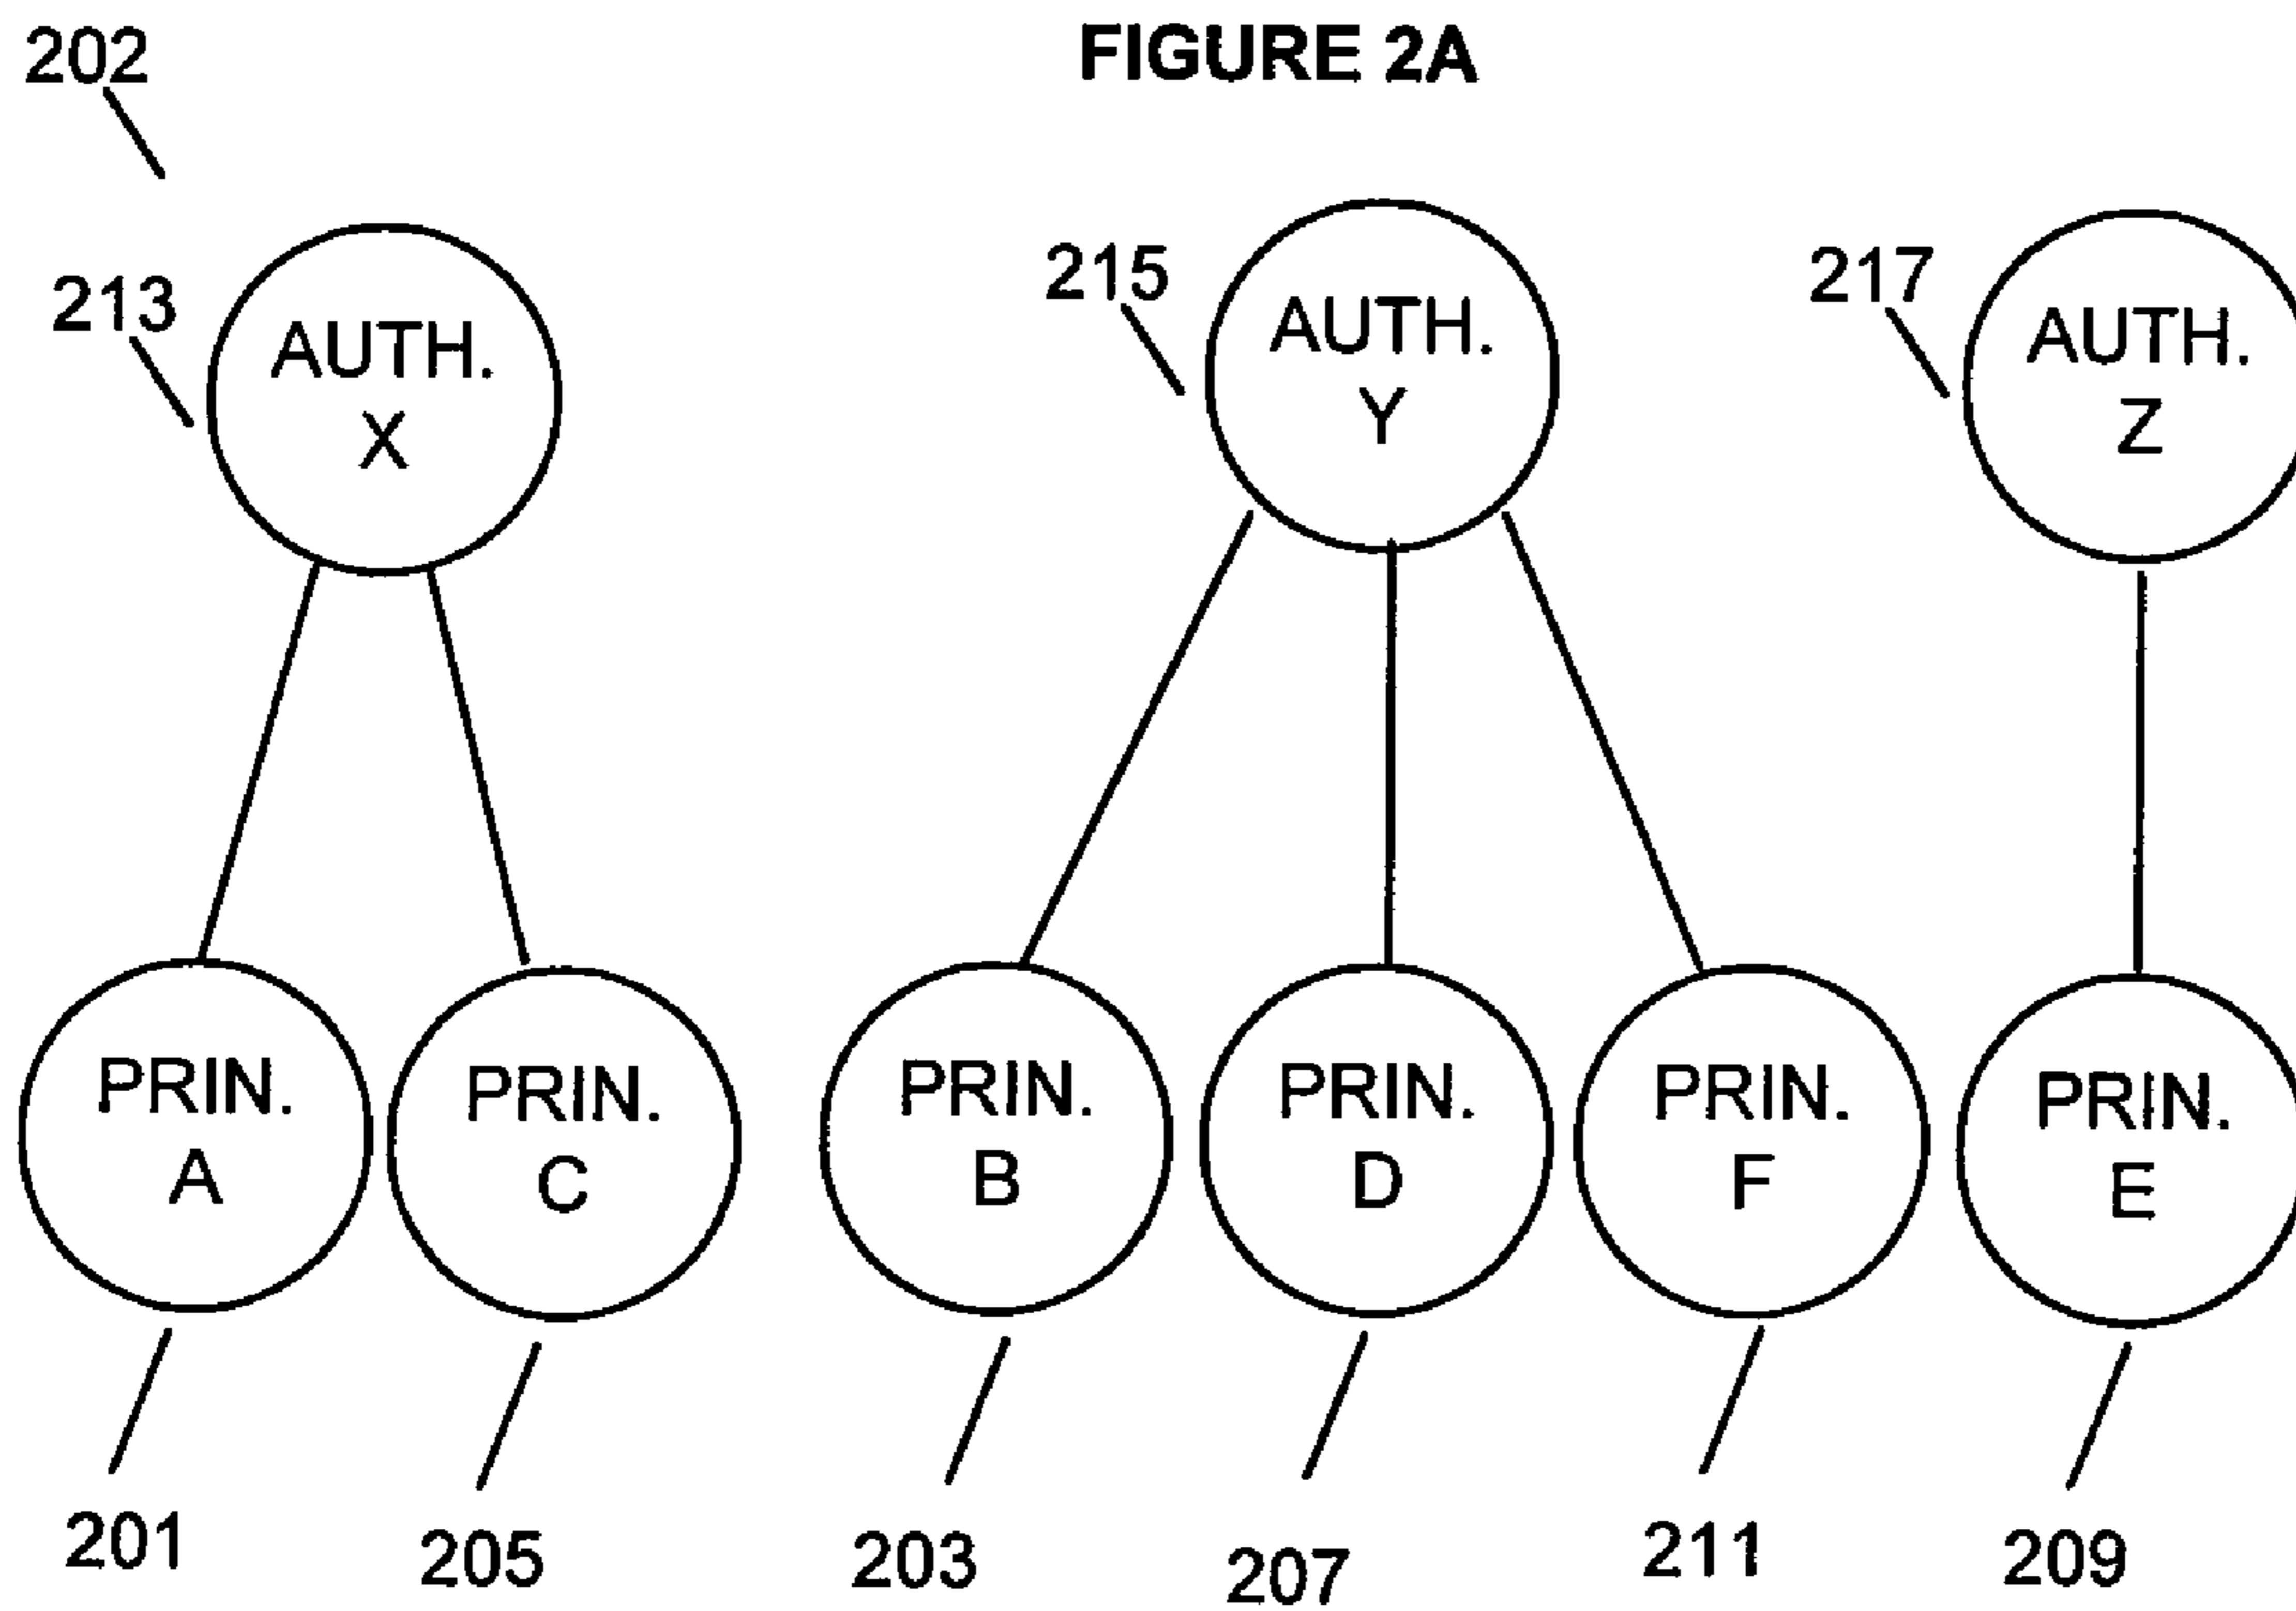 202
FIGURE 2A
213
AUTH.
X
215
AUTH.
Y
217
AUTH.
Z
PRIN.
A
PRIN.
C
PRIN.
B
PRIN.
D
PRIN.
F
PRIN.
E
201
205
203
207
211
209